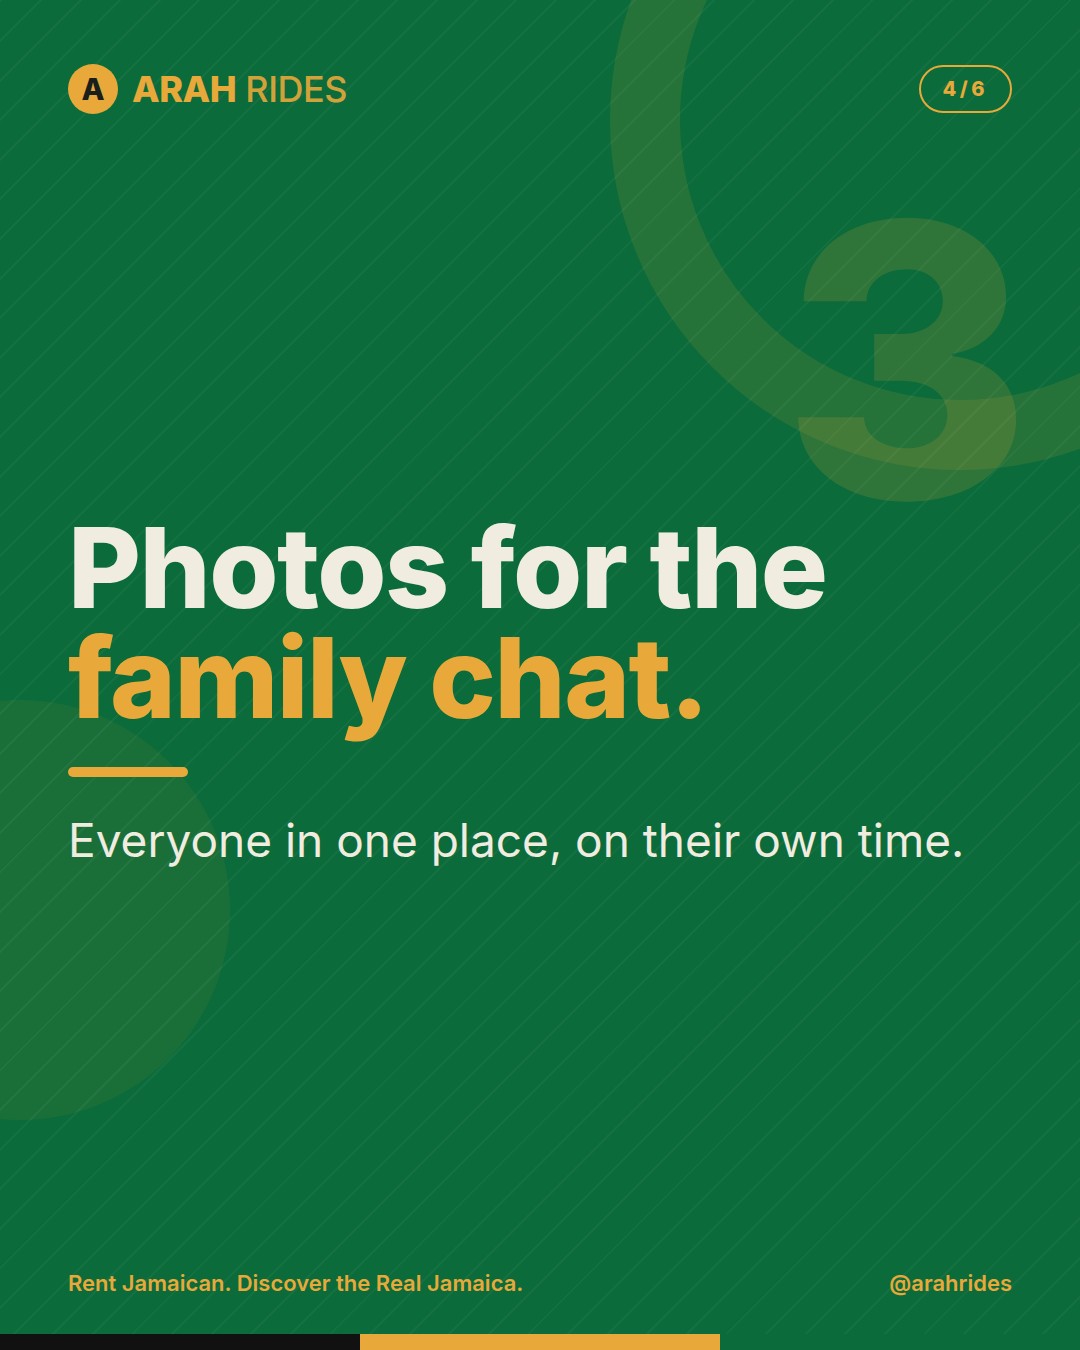 A ARAH RIDES
4/6
3
Photos for the
family chat.
Everyone in one place, on their own time.
Rent Jamaican. Discover the Real Jamaica.
@arahrides